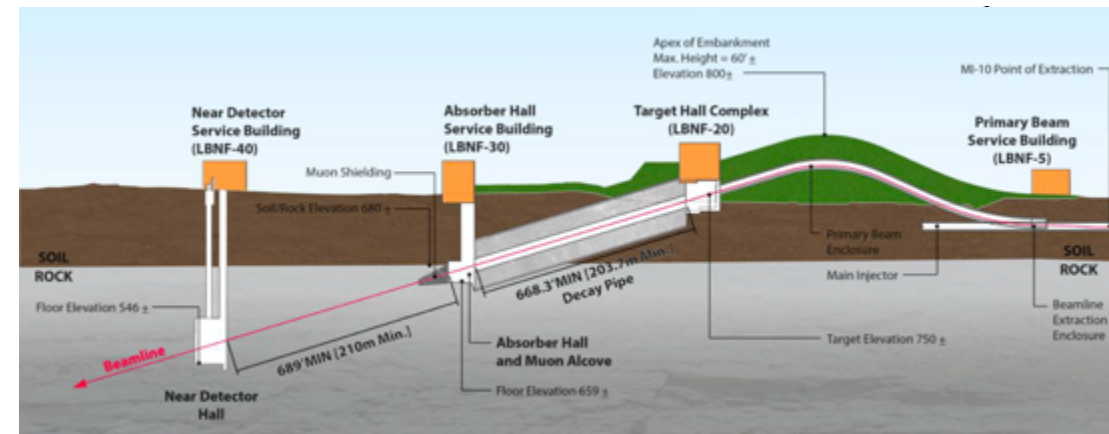 Apex of Embankment
Max. Height = 60' ±
Elevation 800±
MI-10 Point of Extraction
Near Detector
Service Building
(LBNF-40)
Absorber Hall
Service Building
(LBNF-30)
Target Hall Complex
(LBNF-20)
Primary Beam
Service Building
(LBNF-5)
Muon Shielding
Soil/Rock Elevation 680 ±
Primary Beam
Enclosure
Main Injector
SOIL
ROCK
SOIL
ROCK
668.3'MIN (203.7m Min.)
Decay Pipe
Floor Elevation 546 ±
Beamline
Extraction
Enclosure
689'MIN [210m Min.]
Absorber Hall
and Muon Alcove
Target Elevation 750 ±
Beamline
Floor Elevation 659 ±
Near Detector
Hall